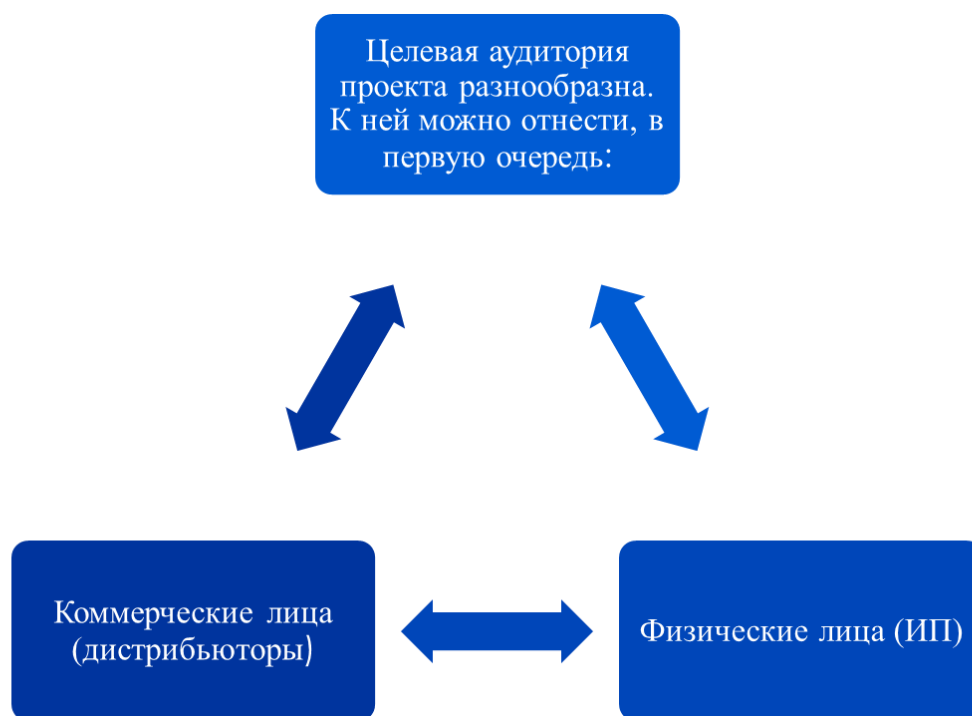 Целевая аудитория
проекта разнообразна.
К ней можно отнести, в
первую очередь:
Коммерческие лица
(дистрибьюторы)
Физические лица (ИП)